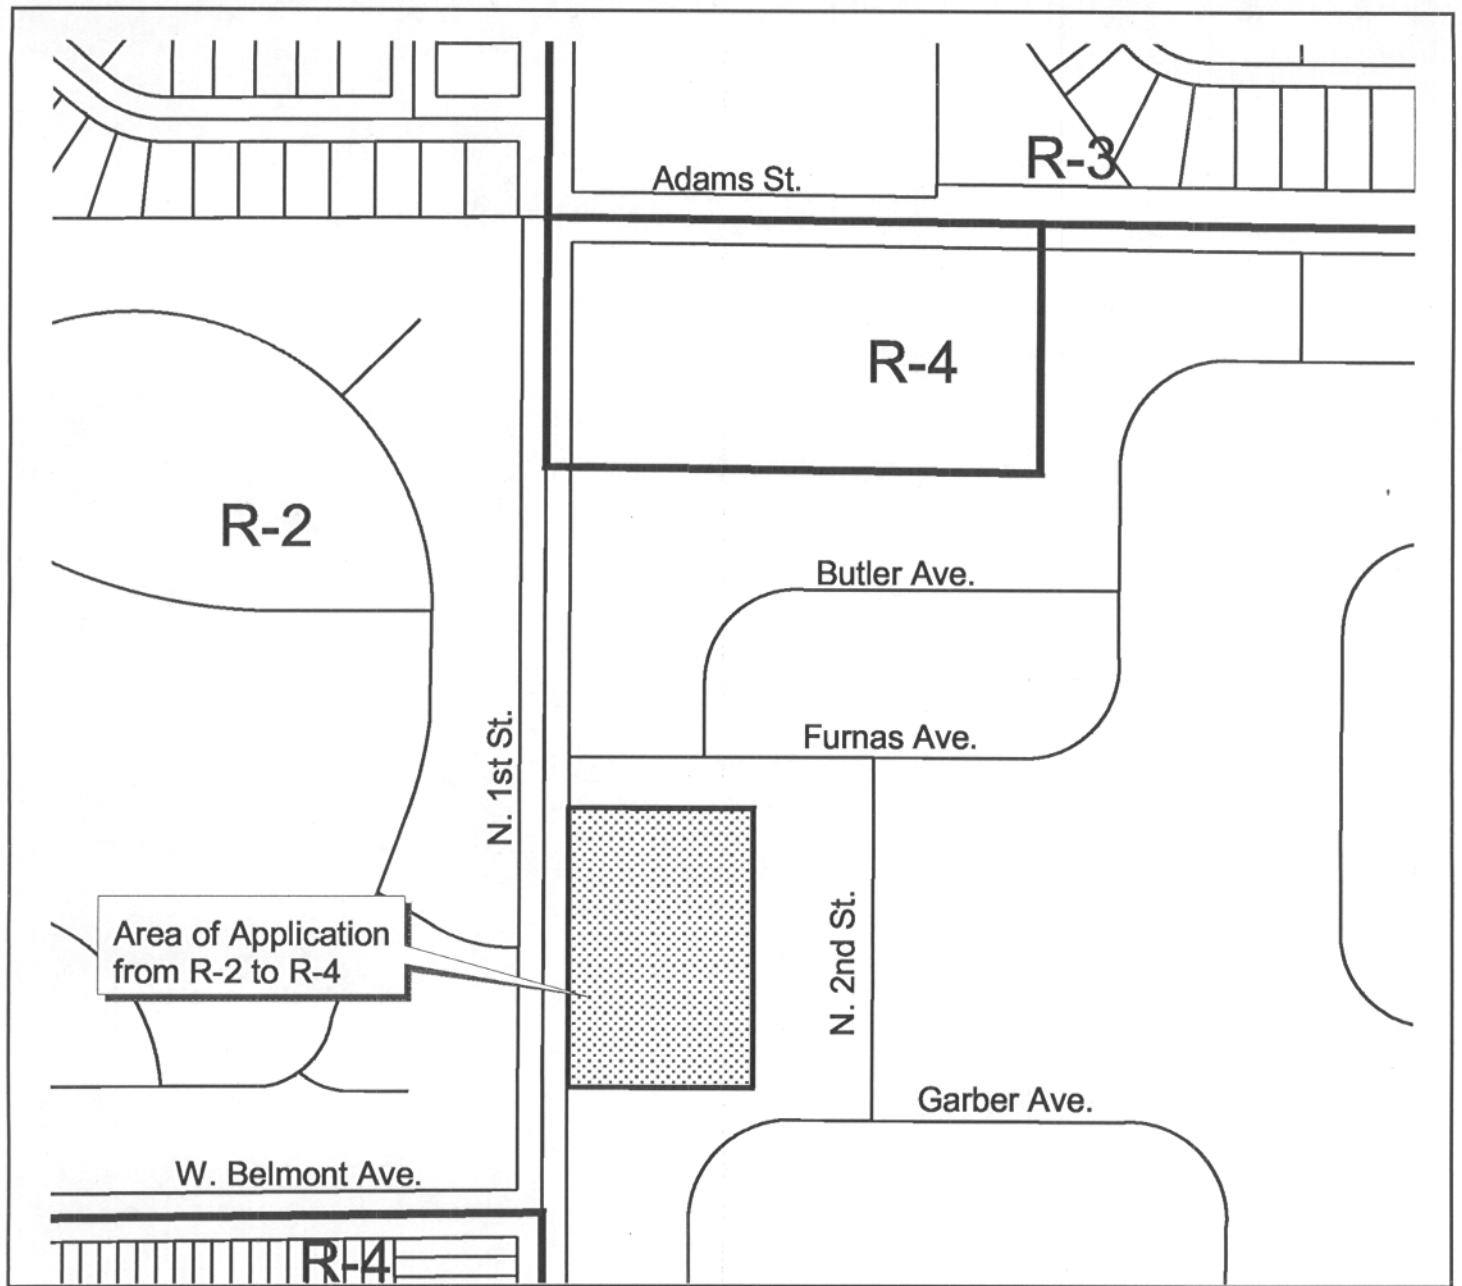 Adams St.
R-3
R-4
R-2
Butler Ave.
Furnas Ave.
N. 1st St.
Area of Application
from R-2 to R-4
N. 2nd St.
Garber Ave.
W. Belmont Ave.
R-4